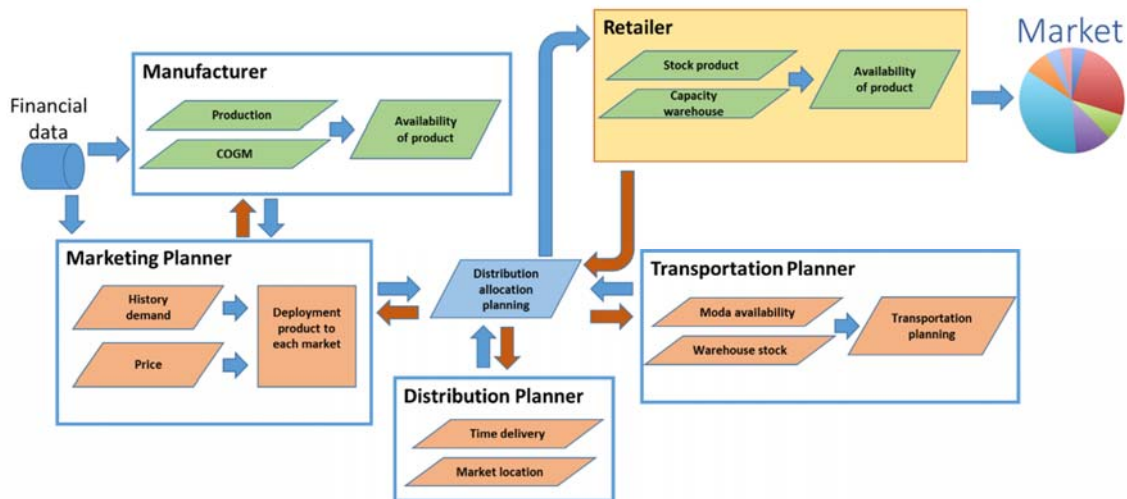 Financial
data
Manufacturer
Production
COGM
Availability
of product
Retailer
Stock product
Capacity
warehouse
Availability
of product
Market
Marketing Planner
History
demand
Price
Deployment
product to
each market
Distribution
allocation
planning
Transportation Planner
Moda availability
Warehouse stock
Transportation
planning
Distribution Planner
Time delivery
Market location